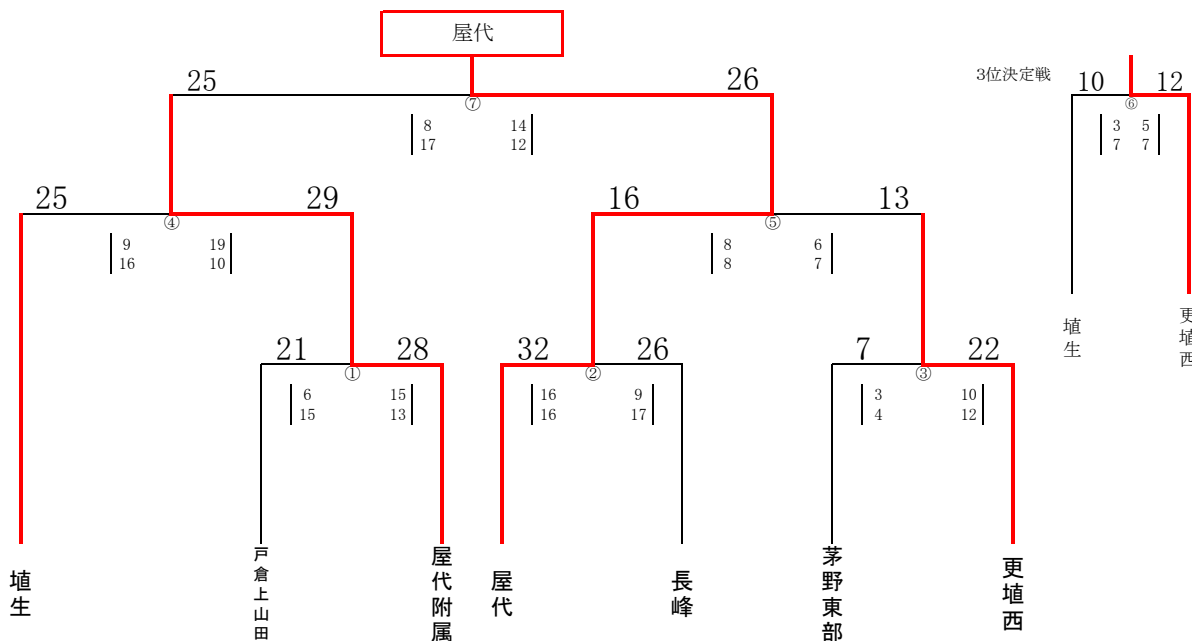 屋代
25 26
⑦
8 14
17 12
3位決定戦
10 12
⑥
3 5
7 7
埴生
更埴西
25 29
④
9 19
16 10
16 13
⑤
8 6
8 7
21 28
①
6 15
15 13
32 26
②
16 9
16 17
7 22
③
3 10
4 12
埴生
戸倉上山田
屋代附属
屋代
長峰
茅野東部
更埴西